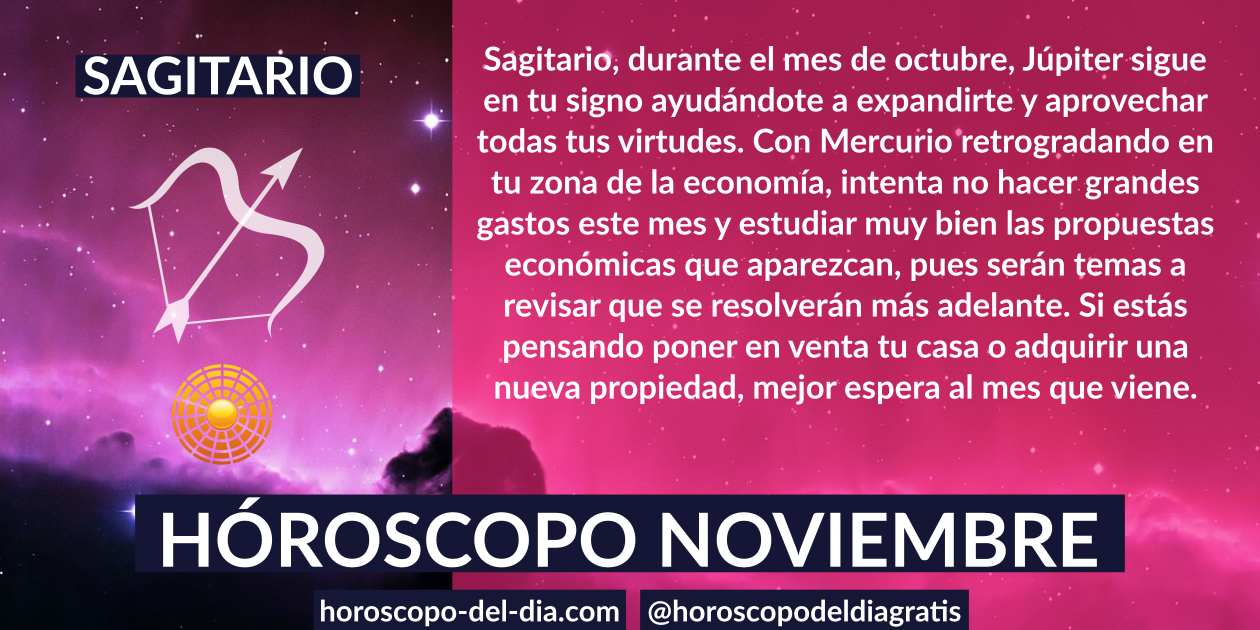 SAGITARIO
Sagitario, durante el mes de octubre, Júpiter sigue
en tu signo ayudándote a expandirte y aprovechar
todas tus virtudes. Con Mercurio retrogradando en
tu zona de la economía, intenta no hacer grandes
gastos este mes y estudiar muy bien las propuestas
económicas que aparezcan, pues serán temas a
revisar que se resolverán más adelante. Si estás
pensando poner en venta tu casa o adquirir una
nueva propiedad, mejor espera al mes que viene.
HÓROSCOPO NOVIEMBRE
horoscopo-del-dia.com
@horoscopodeldiagratis